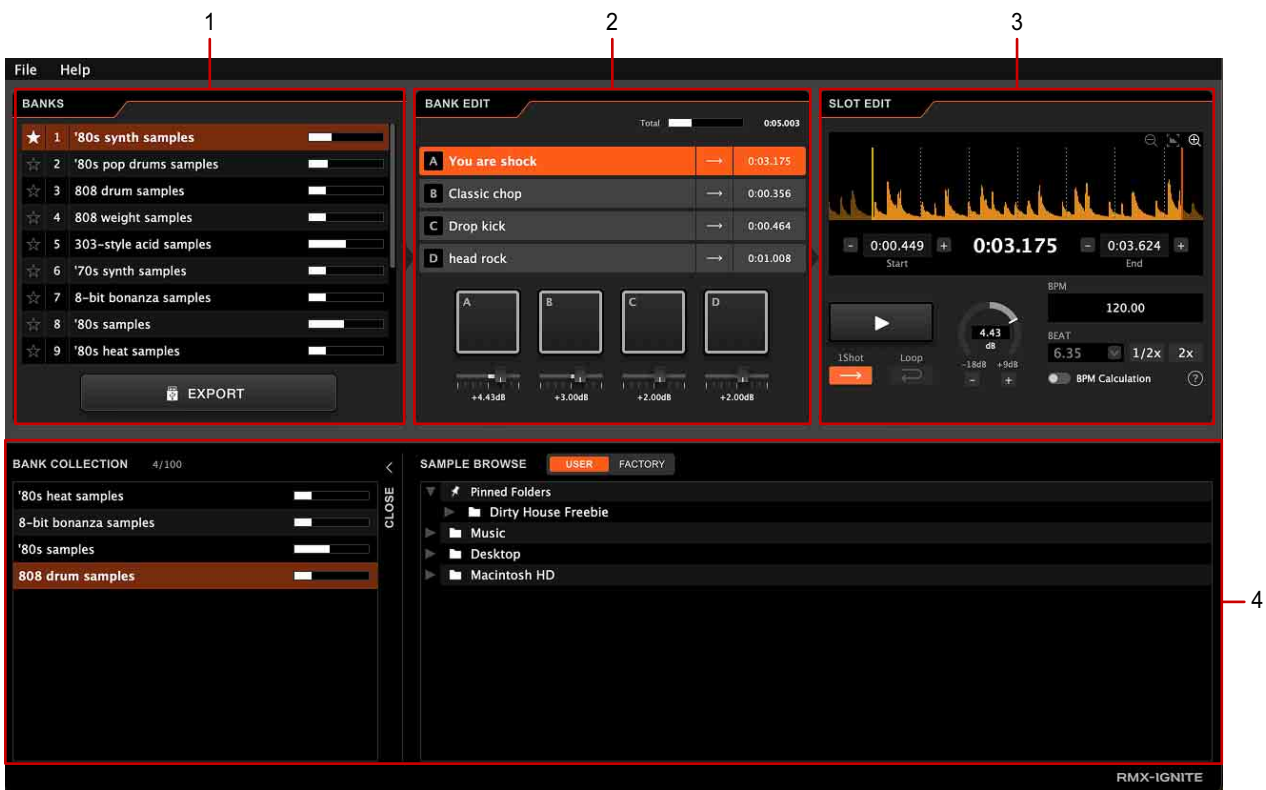 1
2
3
File Help
BANKS
1 '80s synth samples
2 '80s pop drums samples
3 808 drum samples
4 808 weight samples
5 303-style acid samples
6 '70s synth samples
7 8-bit bonanza samples
8 '80s samples
9 '80s heat samples
EXPORT
BANK EDIT
Total 0:05.003
A You are shock → 0:03.175
B Classic chop → 0:00.356
C Drop kick → 0:00.464
D head rock → 0:01.008
A B C D
+4.43dB +3.00dB +2.00dB +2.00dB
SLOT EDIT
- 0:00.449 + 0:03.175 - 0:03.624 +
Start End
BPM
120.00
4.43
dB
BEAT
6.35 1/2x 2x
1Shot Loop
-18dB +9dB
- +
BPM Calculation ?
BANK COLLECTION 4/100
CLOSE
'80s heat samples
8-bit bonanza samples
'80s samples
808 drum samples
SAMPLE BROWSE USER FACTORY
Pinned Folders
Dirty House Freebie
Music
Desktop
Macintosh HD
4
RMX-IGNITE